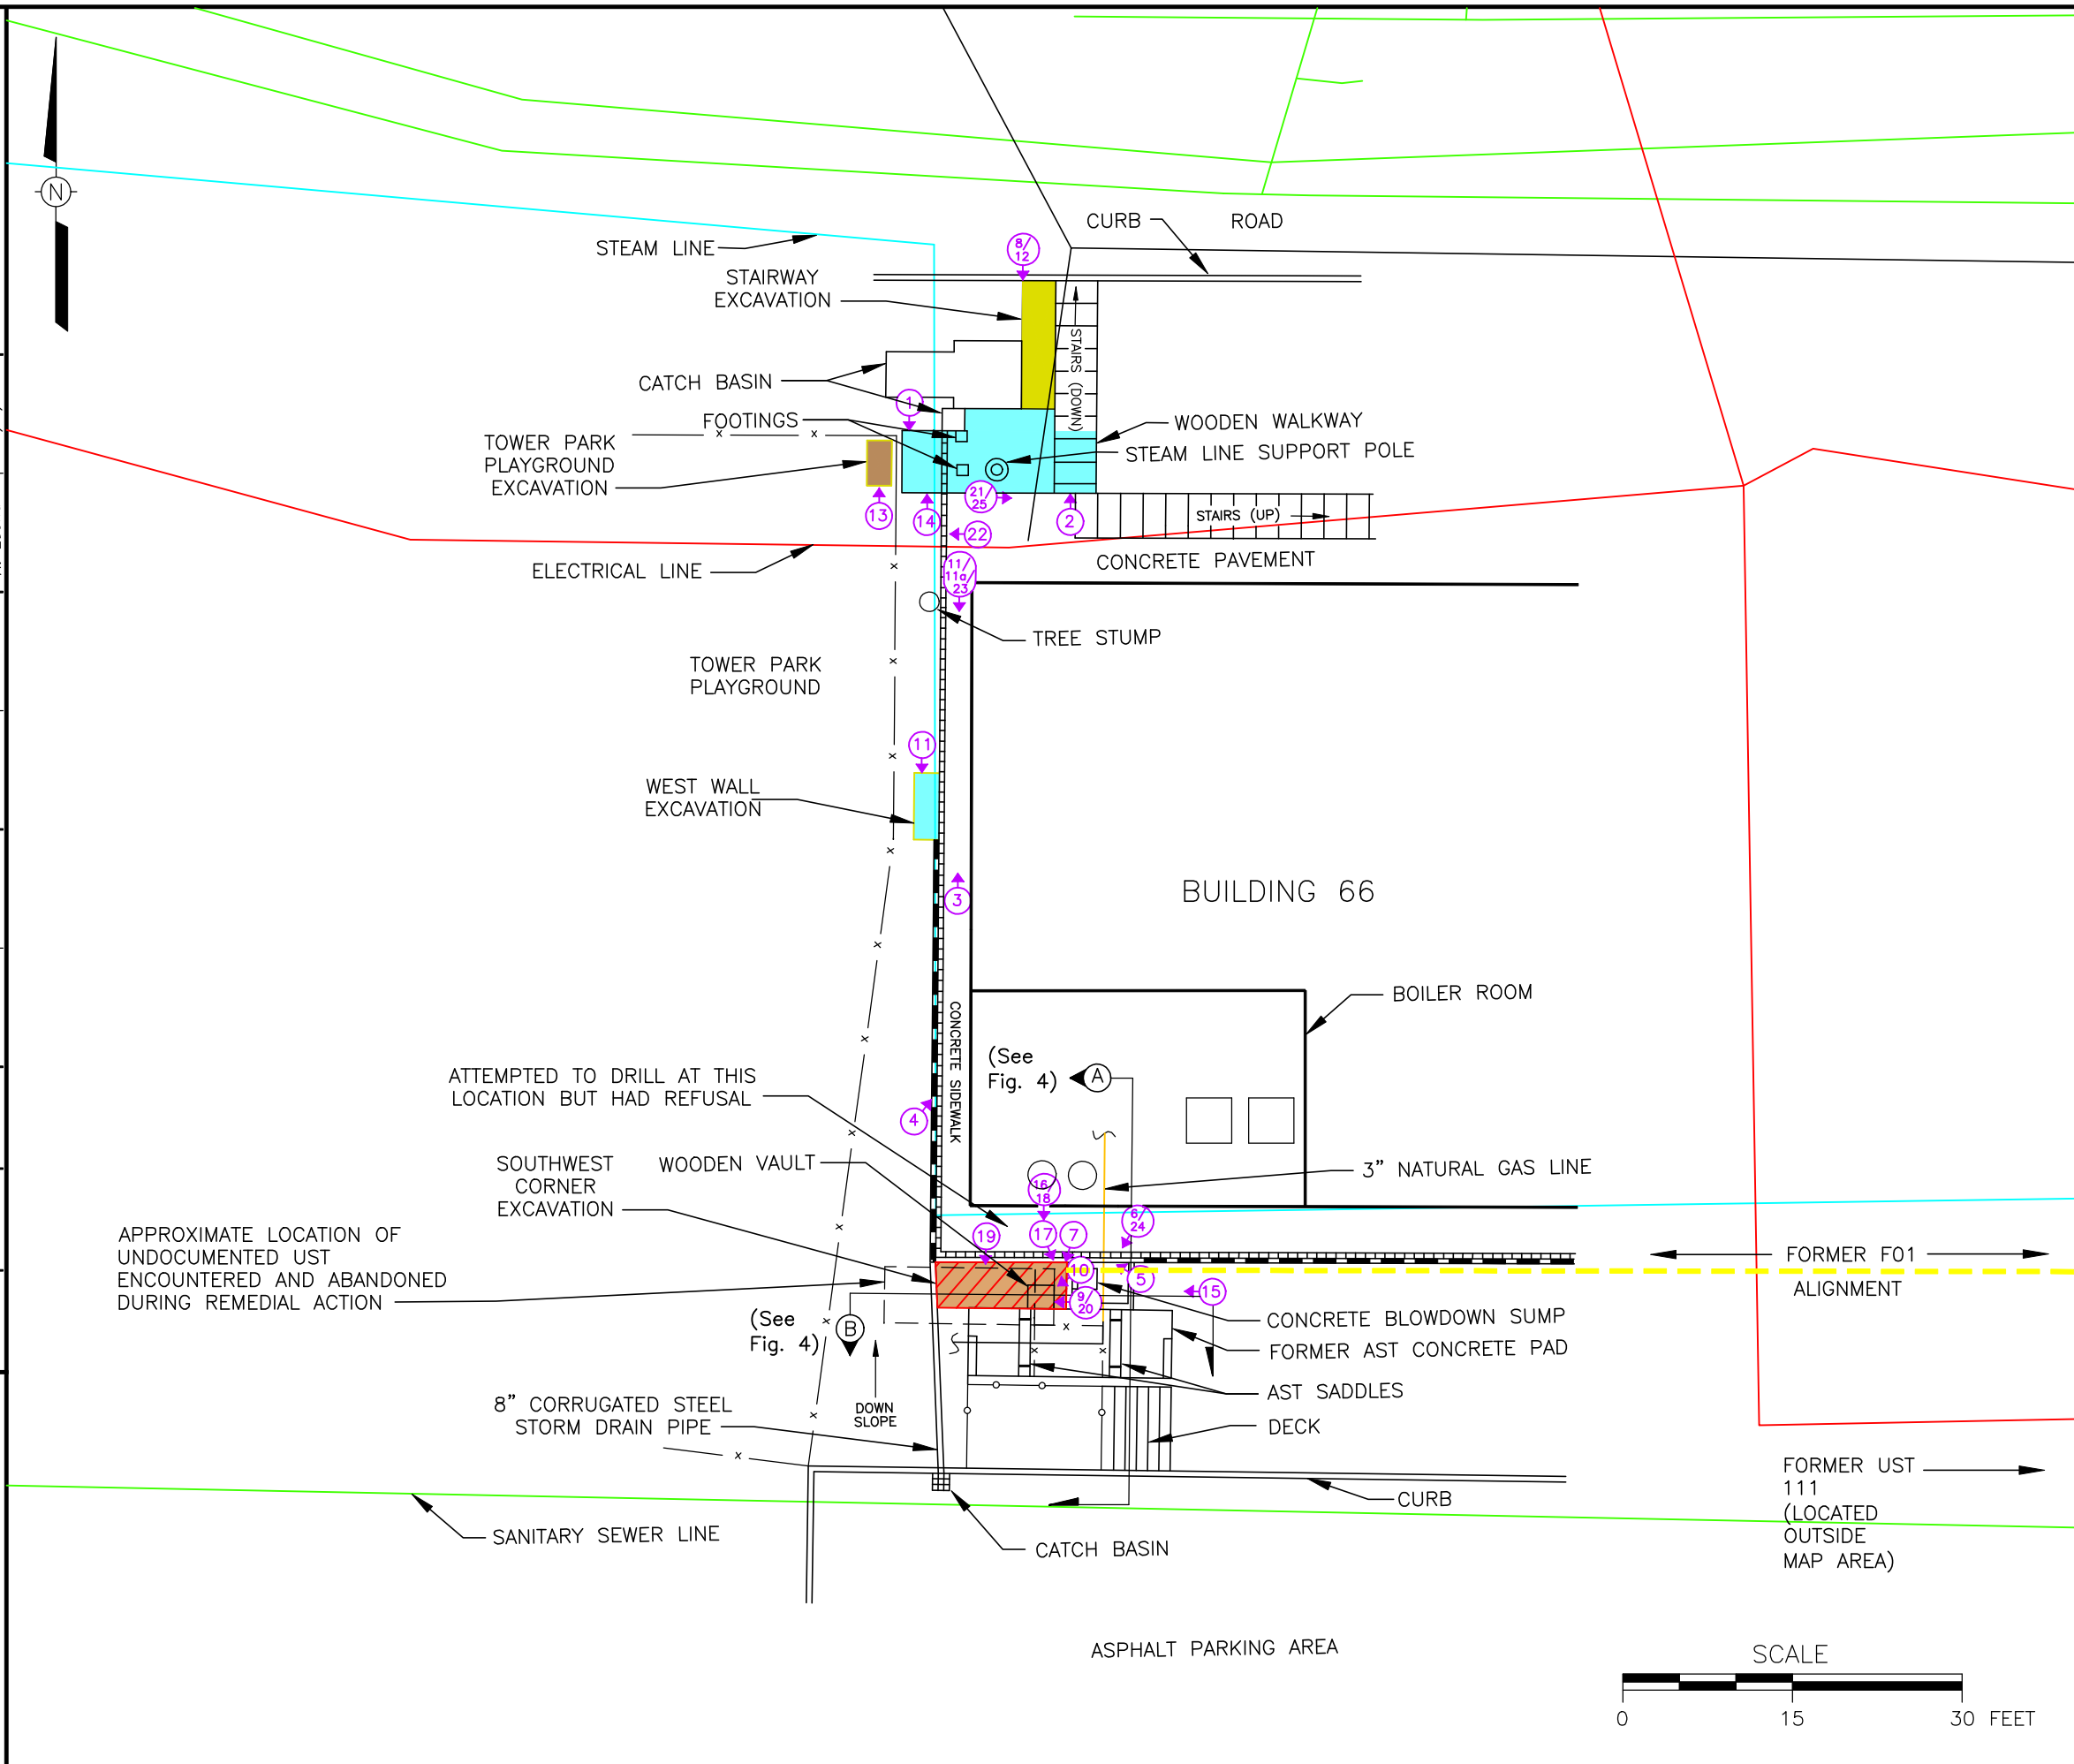 N
CURB
ROAD
STEAM LINE
8/
12
STAIRWAY
EXCAVATION
STAIRS (DOWN)
CATCH BASIN
1
FOOTINGS
WOODEN WALKWAY
TOWER PARK
PLAYGROUND
EXCAVATION
STEAM LINE SUPPORT POLE
21/
25
13
14
2
STAIRS (UP)
22
CONCRETE PAVEMENT
ELECTRICAL LINE
11/
11a/
23
TREE STUMP
TOWER PARK
PLAYGROUND
11
WEST WALL
EXCAVATION
BUILDING 66
3
BOILER ROOM
CONCRETE SIDEWALK
(See
Fig. 4)
A
ATTEMPTED TO DRILL AT THIS
LOCATION BUT HAD REFUSAL
4
SOUTHWEST
CORNER
EXCAVATION
WOODEN VAULT
3" NATURAL GAS LINE
16/
18
6/
24
19
17
7
APPROXIMATE LOCATION OF
UNDOCUMENTED UST
ENCOUNTERED AND ABANDONED
DURING REMEDIAL ACTION
FORMER F01
ALIGNMENT
10
5
15
9/
20
(See
Fig. 4)
B
CONCRETE BLOWDOWN SUMP
FORMER AST CONCRETE PAD
AST SADDLES
DOWN
SLOPE
8" CORRUGATED STEEL
STORM DRAIN PIPE
DECK
FORMER UST
111
(LOCATED
OUTSIDE
MAP AREA)
CURB
SANITARY SEWER LINE
CATCH BASIN
ASPHALT PARKING AREA
SCALE
0 15 30 FEET